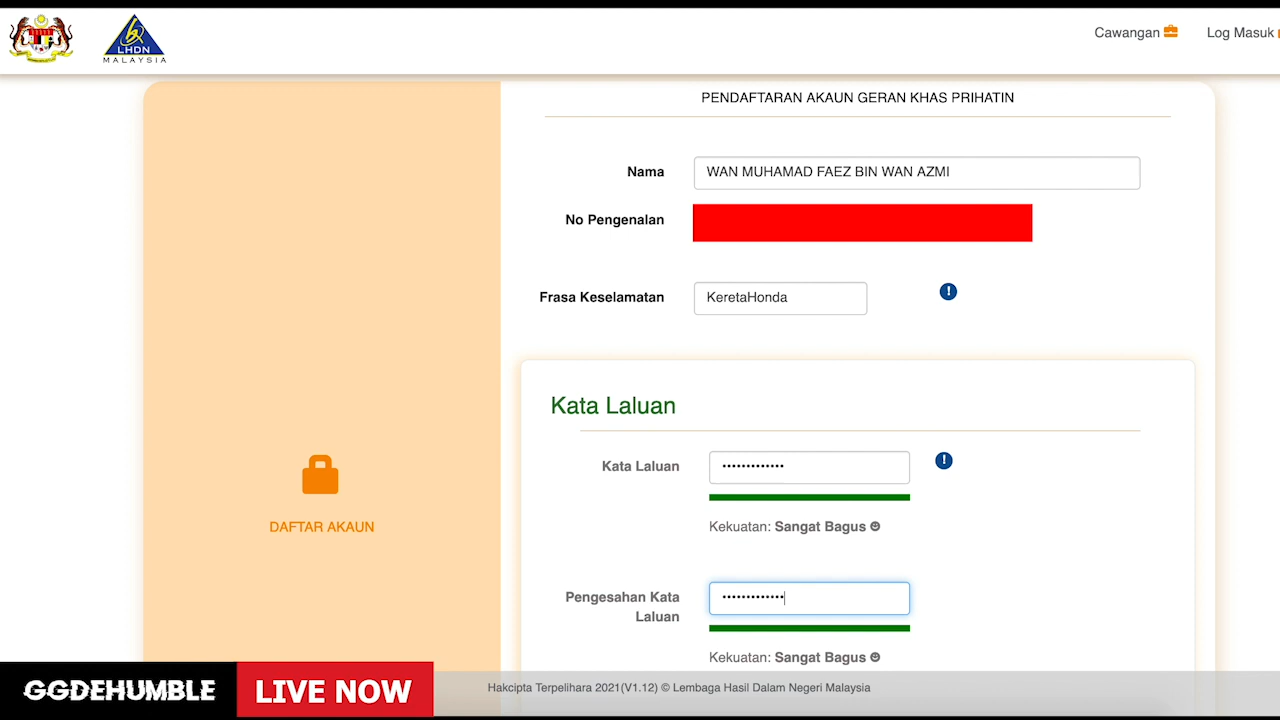 LHDN
MALAYSIA
Cawangan
Log Masuk
PENDAFTARAN AKAUN GERAN KHAS PRIHATIN
Nama
WAN MUHAMAD FAEZ BIN WAN AZMI
No Pengenalan
Frasa Keselamatan
KeretaHonda
Kata Laluan
Kata Laluan
•••••••••••••
Kekuatan: Sangat Bagus
DAFTAR AKAUN
Pengesahan Kata
Laluan
•••••••••••••
Kekuatan: Sangat Bagus
GGDEHUMBLE
LIVE NOW
Hakcipta Terpelihara 2021(V1.12) © Lembaga Hasil Dalam Negeri Malaysia